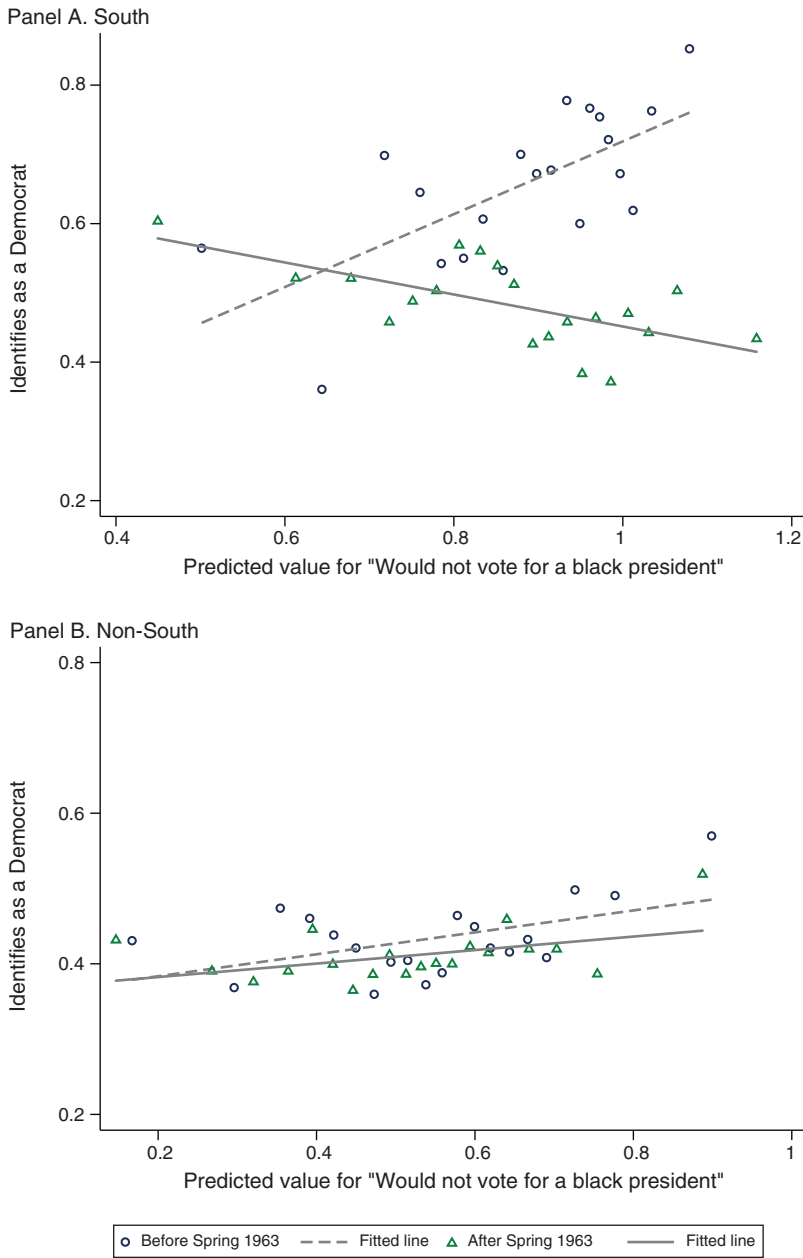 Panel A. South
0.8
0.6
0.4
0.2
Identifies as a Democrat
0.4 0.6 0.8 1 1.2
Predicted value for "Would not vote for a black president"
Panel B. Non-South
0.8
0.6
0.4
0.2
Identifies as a Democrat
0.2 0.4 0.6 0.8 1
Predicted value for "Would not vote for a black president"
Before Spring 1963 Fitted line After Spring 1963 Fitted line